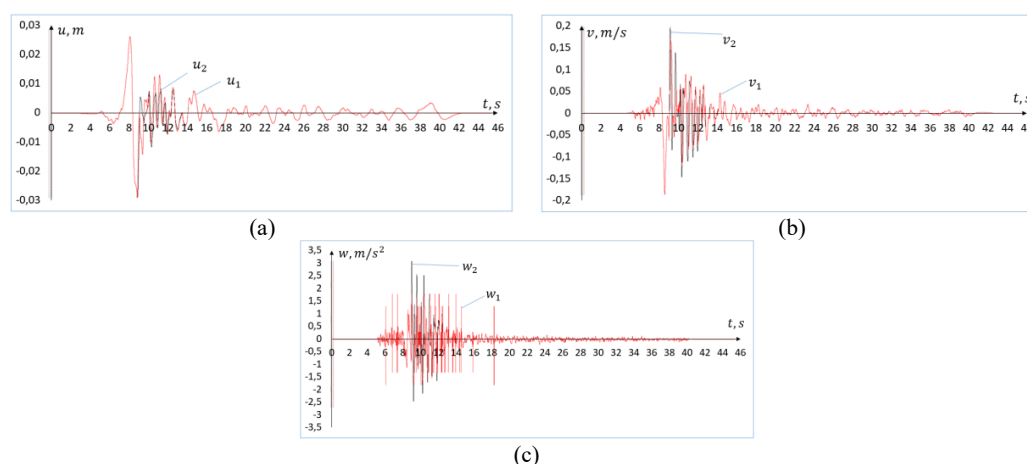 0,03
u, m
0,02
0,01
0
-0,01
-0,02
-0,03
u₂
u₁
t, s
0 2 4 6 8 10 12 14 16 18 20 22 24 26 28 30 32 34 36 38 40 42 44 46
(a)
0,2
v, m/s
0,15
0,1
0,05
0
-0,05
-0,1
-0,15
-0,2
v₂
v₁
t, s
0 2 4 6 8 10 12 14 16 18 20 22 24 26 28 30 32 34 36 38 40 42 44 46
(b)
3,5
w, m/s²
3
2,5
2
1,5
1
0,5
0
-0,5
-1
-1,5
-2
-2,5
-3
-3,5
w₂
w₁
t, s
0 2 4 6 8 10 12 14 16 18 20 22 24 26 28 30 32 34 36 38 40 42 44 46
(c)